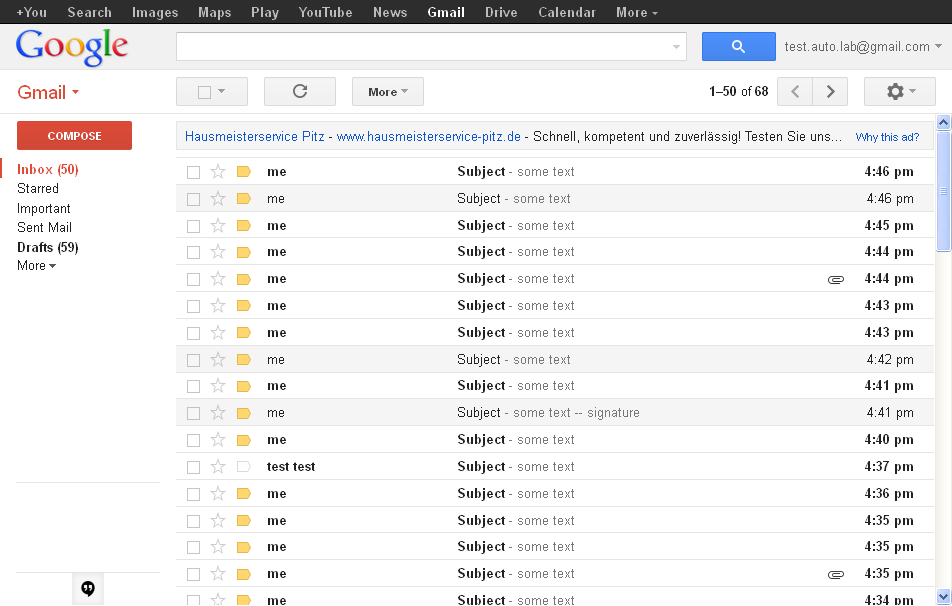 +You Search Images Maps Play YouTube News Gmail Drive Calendar More
Google
test.auto.lab@gmail.com
Gmail
More
1–50 of 68
COMPOSE
Hausmeisterservice Pitz - www.hausmeisterservice-pitz.de - Schnell, kompetent und zuverlässig! Testen Sie uns... Why this ad?
Inbox (50)
Starred
Important
Sent Mail
Drafts (59)
More
me Subject - some text 4:46 pm
me Subject - some text 4:46 pm
me Subject - some text 4:45 pm
me Subject - some text 4:44 pm
me Subject - some text 4:44 pm
me Subject - some text 4:43 pm
me Subject - some text 4:43 pm
me Subject - some text 4:42 pm
me Subject - some text 4:41 pm
me Subject - some text -- signature 4:41 pm
me Subject - some text 4:40 pm
test test Subject - some text 4:37 pm
me Subject - some text 4:36 pm
me Subject - some text 4:35 pm
me Subject - some text 4:35 pm
me Subject - some text 4:35 pm
me Subject - some text 4:34 pm